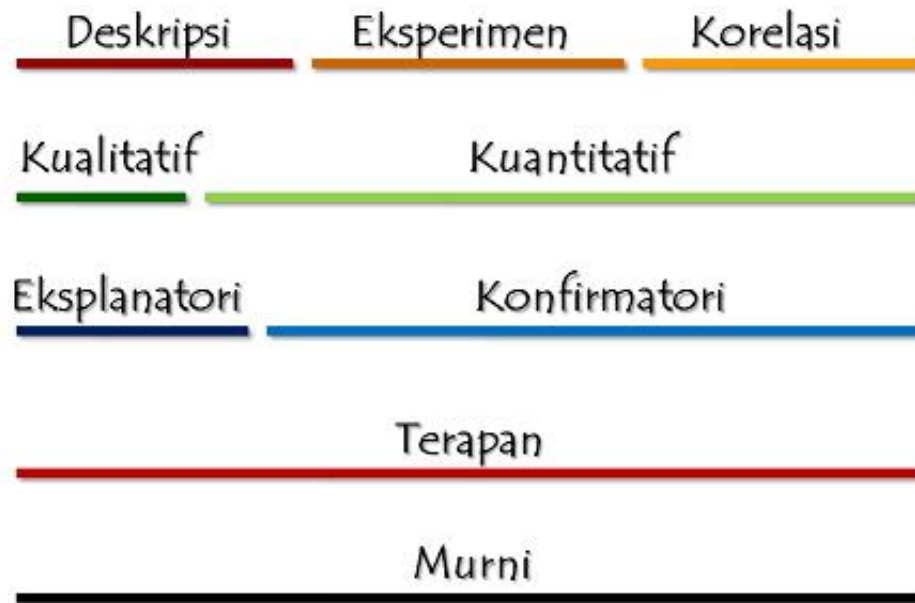 Deskripsi Eksperimen Korelasi
Kualitatif Kuantitatif
Eksplanatori Konfirmatori
Terapan
Murni